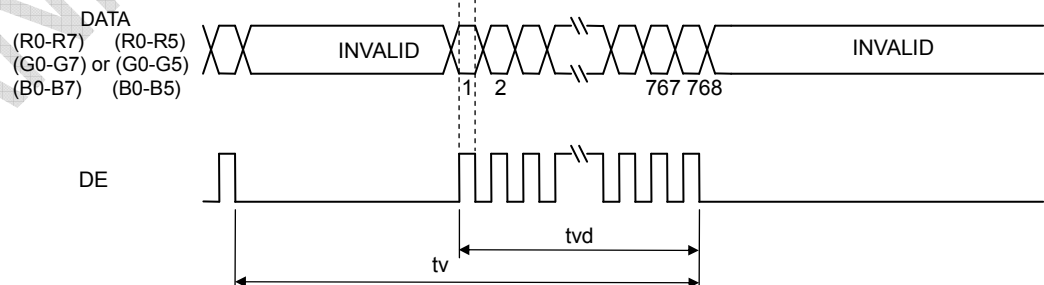 DATA
(R0-R7) (R0-R5)
(G0-G7) or (G0-G5)
(B0-B7) (B0-B5)
INVALID
INVALID
1 2 767 768
DE
tvd
tv